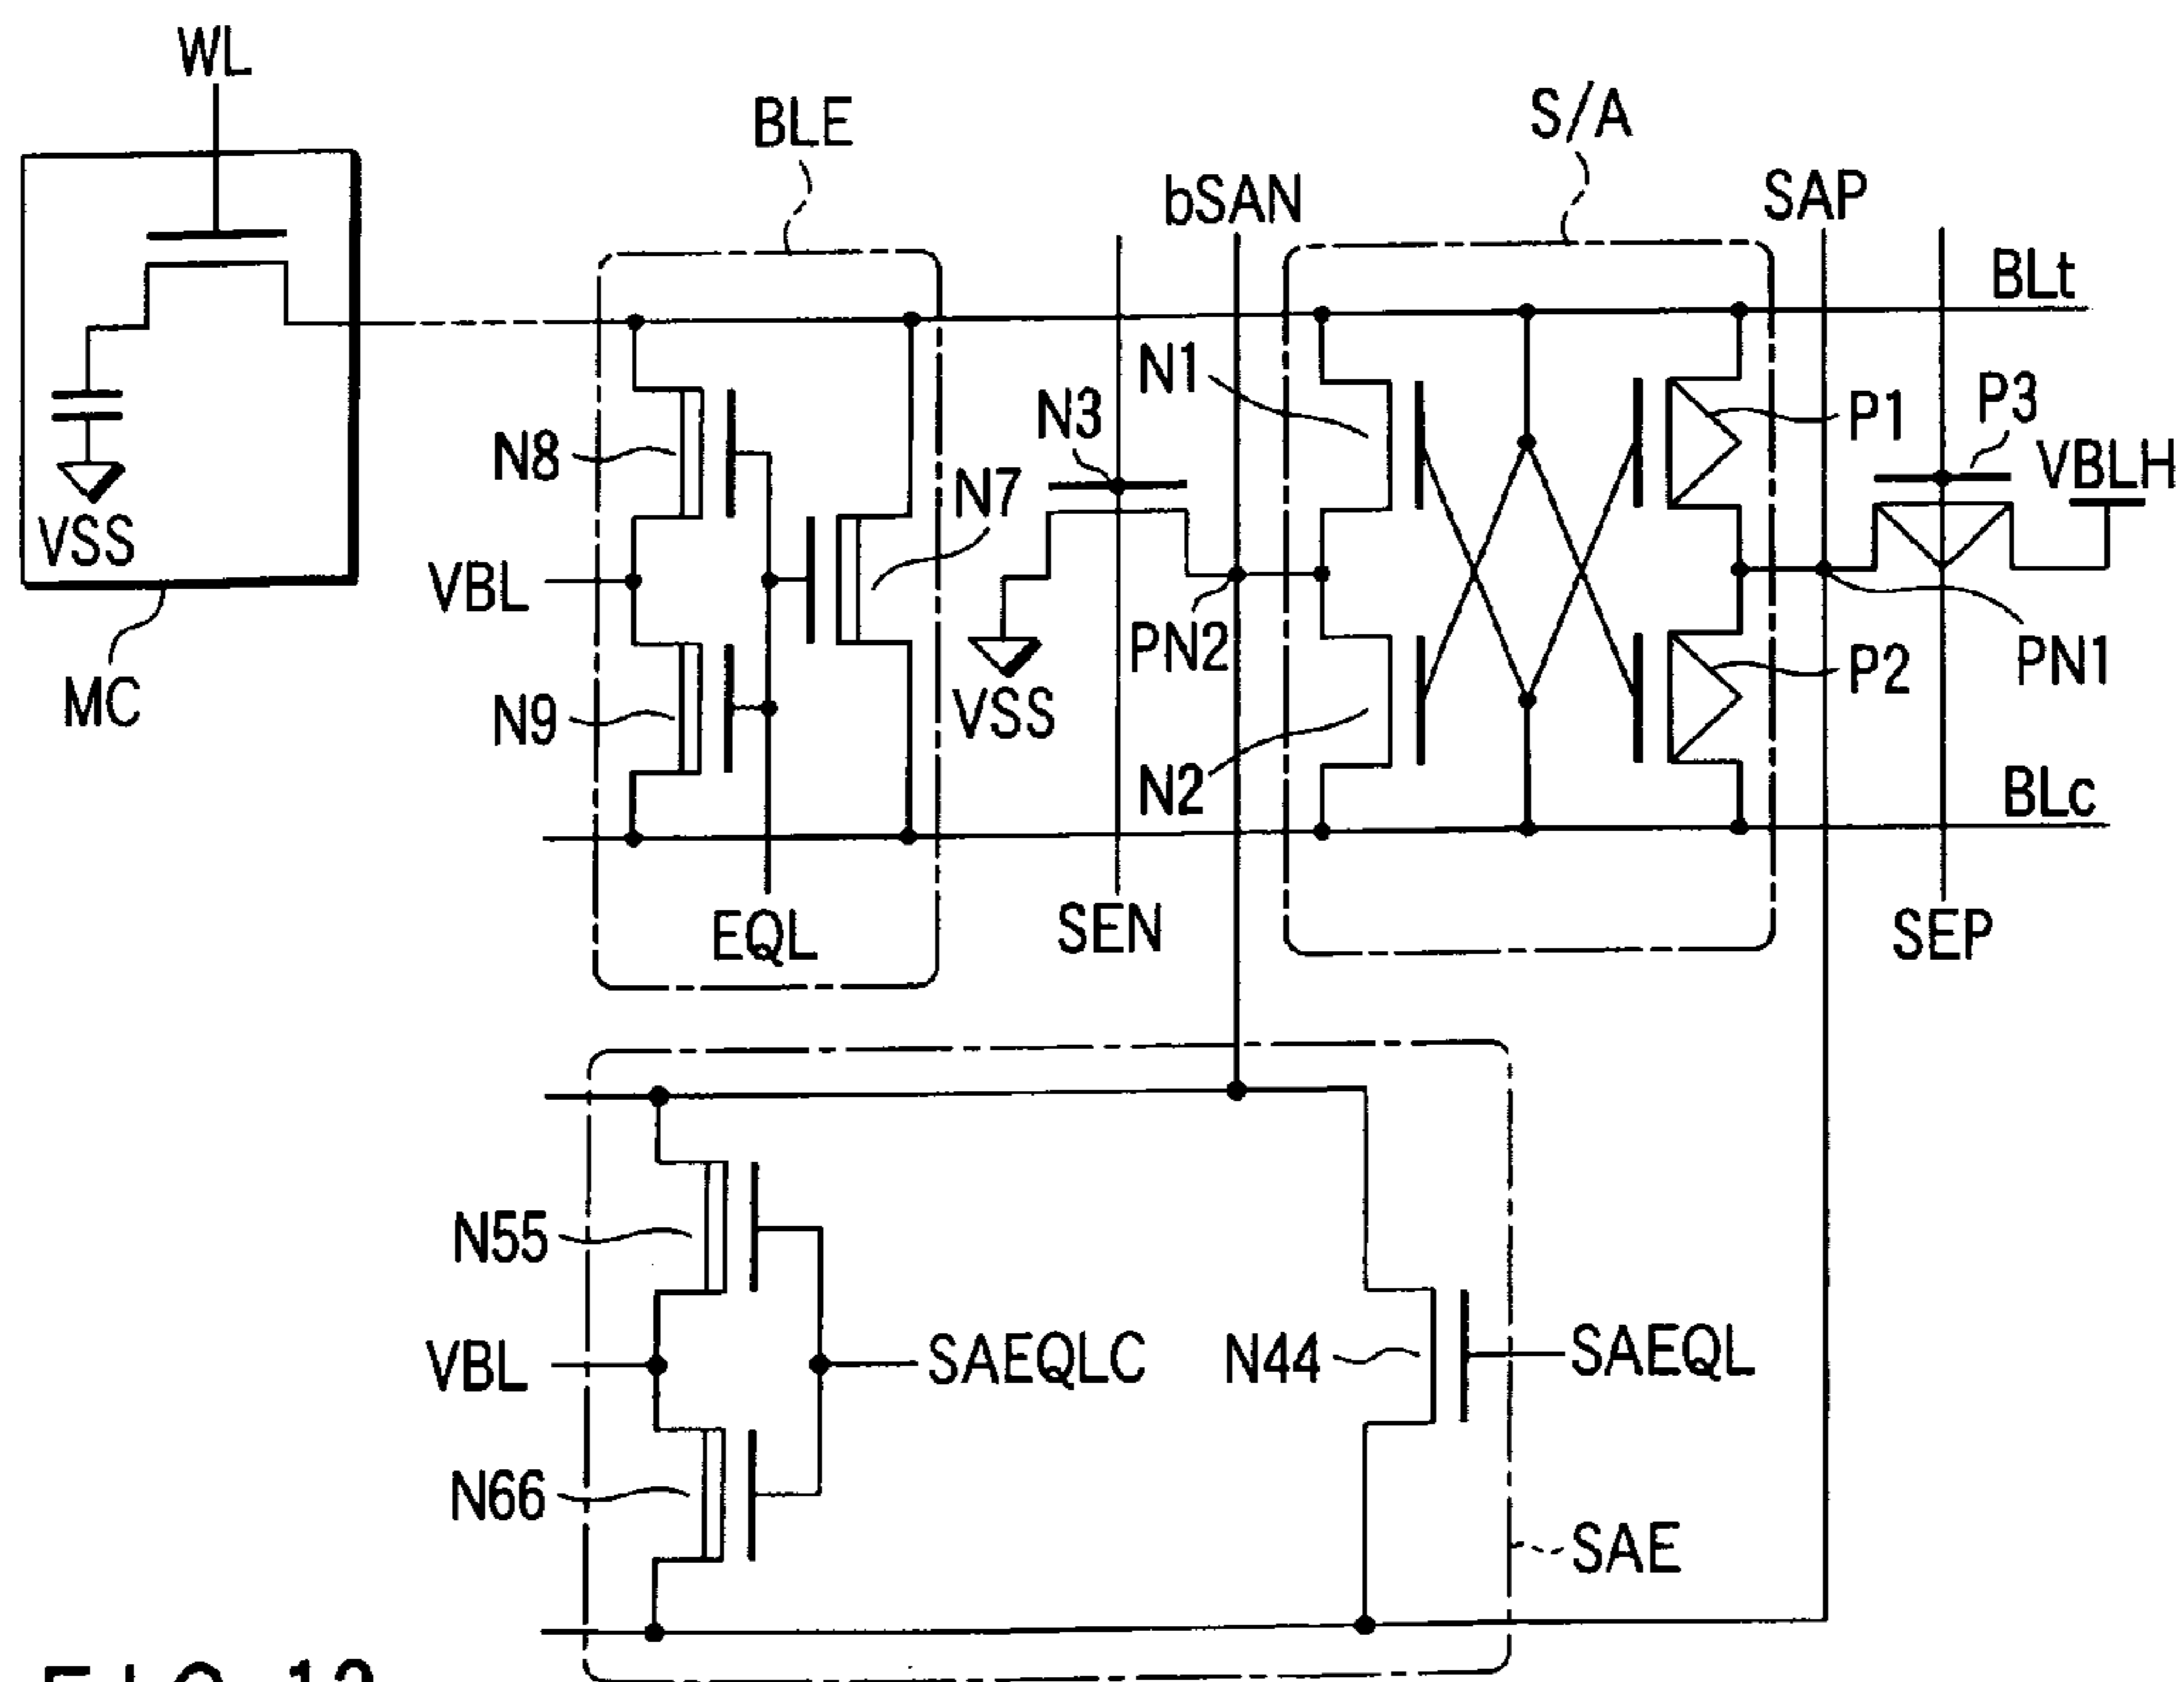 WL
BLE
S/A
bSAN
SAP
BLt
N1
N3
P1
P3
VBLH
N8
N7
VSS
VBL
PN2
PN1
P2
MC
N9
VSS
N2
BLc
EQL
SEN
SEP
N55
VBL
SAEQLC
N44
SAEQL
N66
SAE